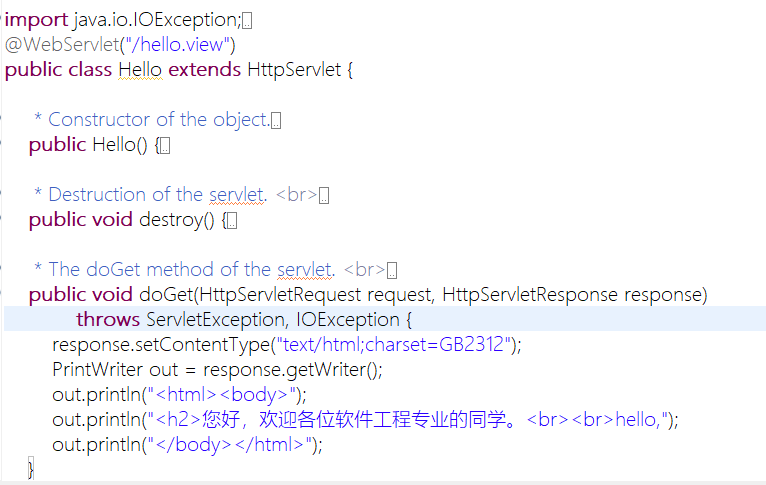 import java.io.IOException;
@WebServlet("/hello.view")
public class Hello extends HttpServlet {
* Constructor of the object.
public Hello() {
* Destruction of the servlet. <br>
public void destroy() {
* The doGet method of the servlet. <br>
public void doGet(HttpServletRequest request, HttpServletResponse response)
throws ServletException, IOException {
response.setContentType("text/html;charset=GB2312");
PrintWriter out = response.getWriter();
out.println("<html><body>");
out.println("<h2>您好，欢迎各位软件工程专业的同学。<br><br>hello,");
out.println("</body></html>");
}